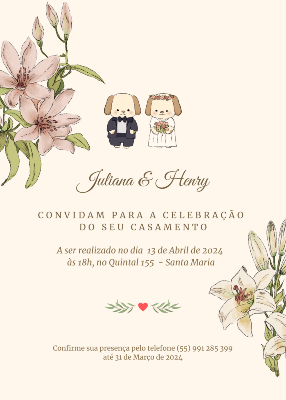 Juliana & Henry
CONVIDAM PARA A CELEBRAÇÃO
DO SEU CASAMENTO
A ser realizado no dia 13 de Abril de 2024
às 18h, no Quintal 155 - Santa Maria
Confirme sua presença pelo telefone (55) 991 285 399
até 31 de Março de 2024